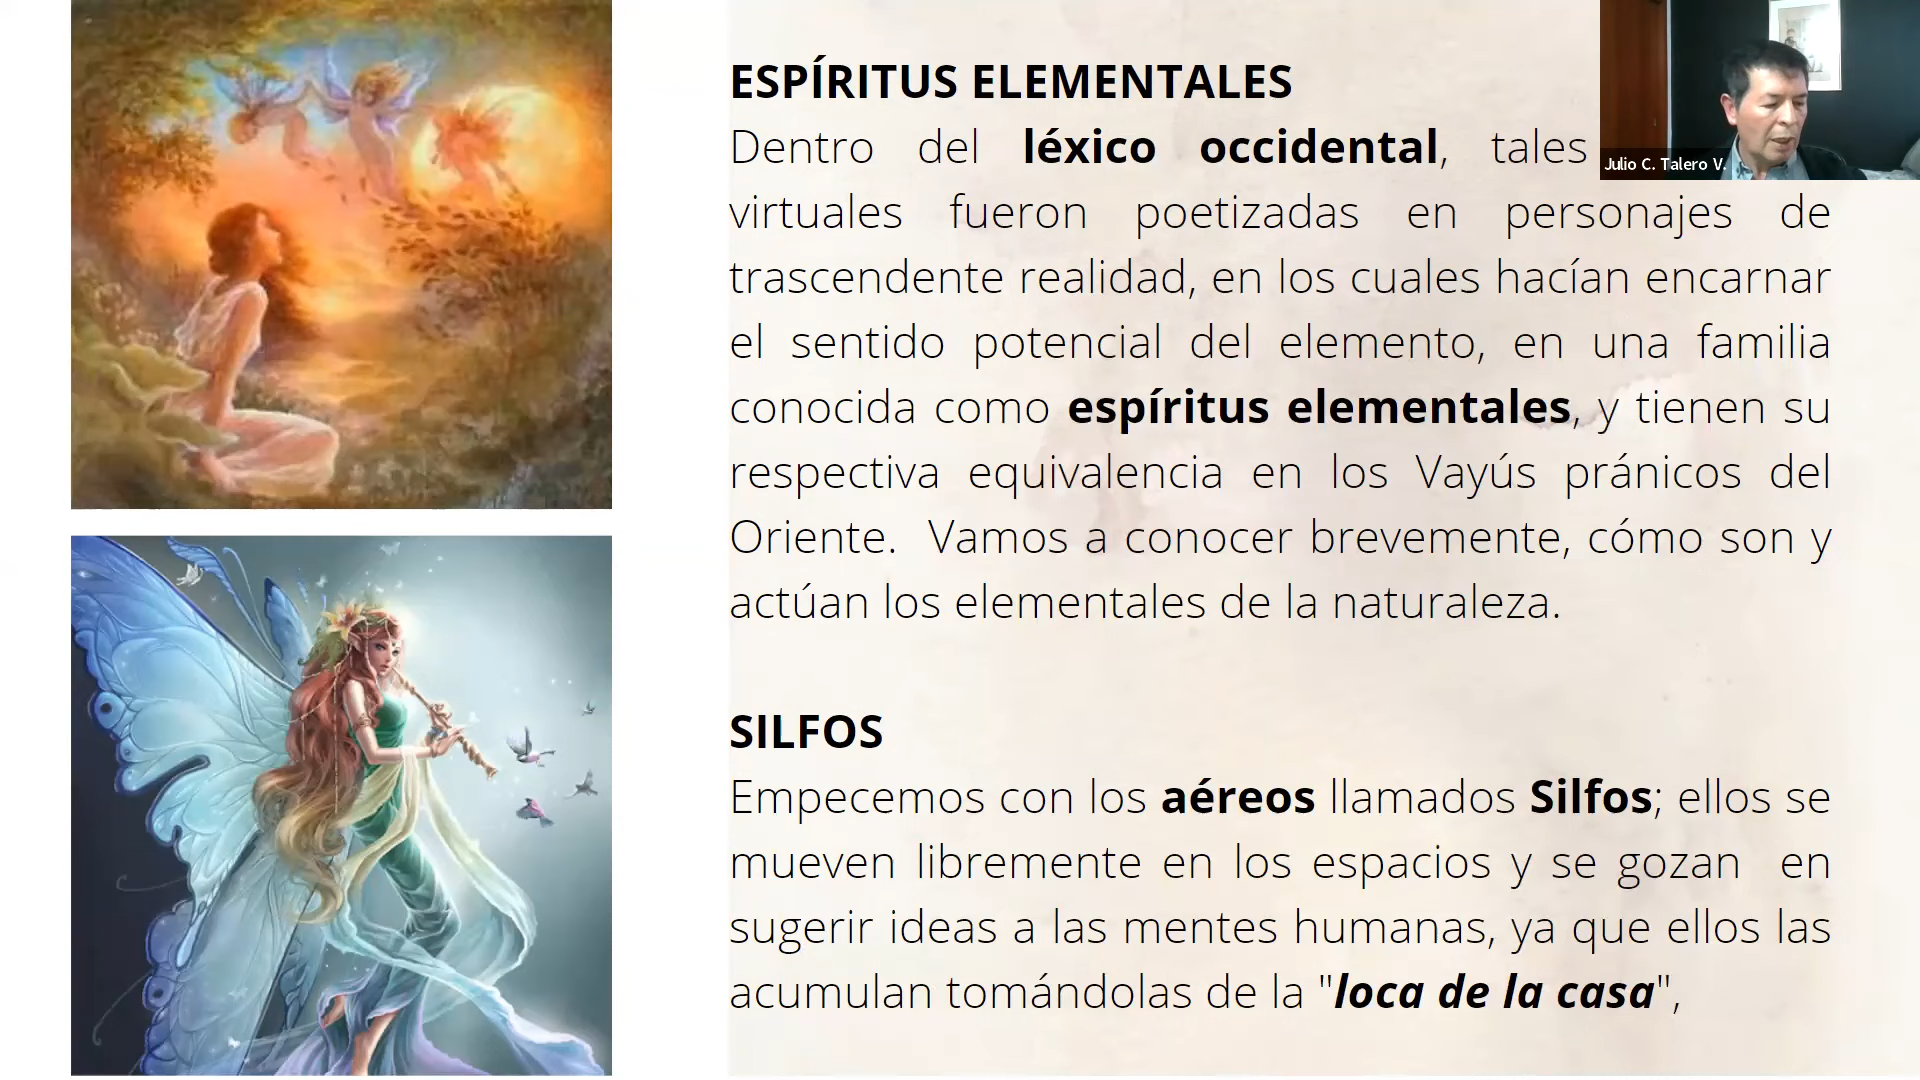 ESPÍRITUS ELEMENTALES
Dentro del léxico occidental, tales
virtuales fueron poetizadas en personajes de
trascendente realidad, en los cuales hacían encarnar
el sentido potencial del elemento, en una familia
conocida como espíritus elementales, y tienen su
respectiva equivalencia en los Vayús pránicos del
Oriente. Vamos a conocer brevemente, cómo son y
actúan los elementales de la naturaleza.
SILFOS
Empecemos con los aéreos llamados Silfos; ellos se
mueven libremente en los espacios y se gozan en
sugerir ideas a las mentes humanas, ya que ellos las
acumulan tomándolas de la "loca de la casa",
Julio C. Talero V.